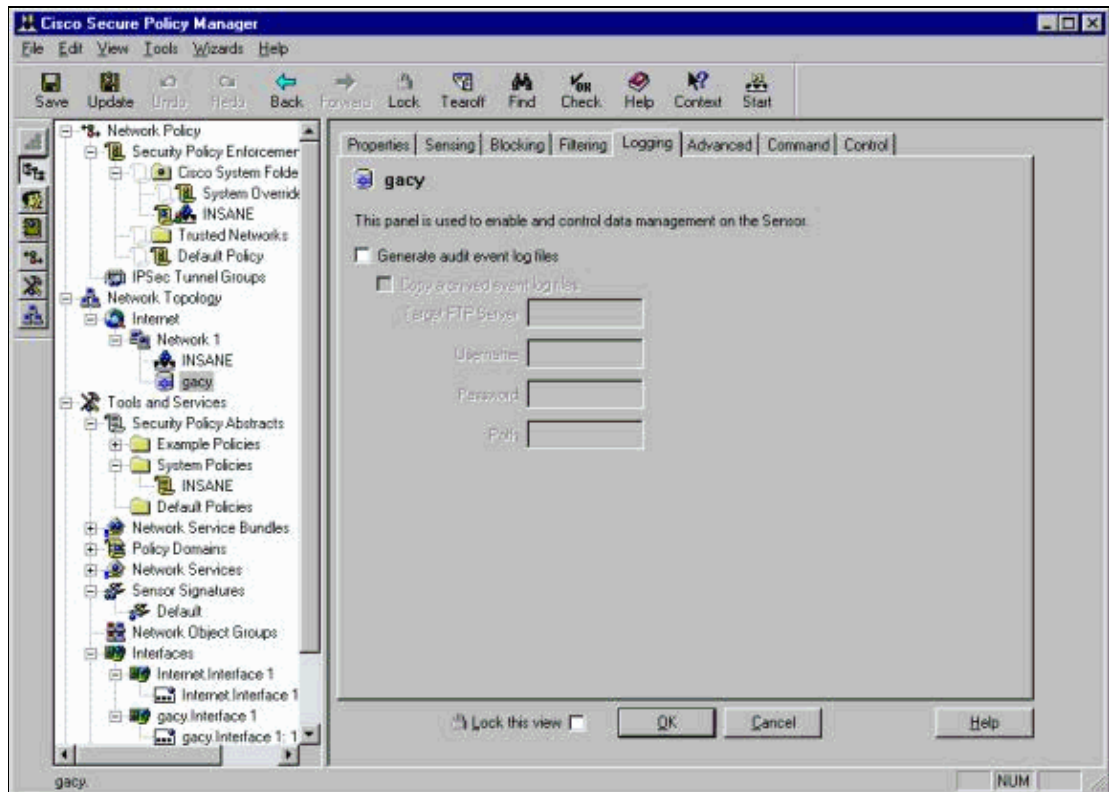 Cisco Secure Policy Manager
File Edit View Tools Wizards Help
Save Update Undo Redo Back Forward Lock Tearoff Find Check Help Context Start
Network Policy
Security Policy Enforcemer
Cisco System Folde
System Override
INSANE
Trusted Networks
Default Policy
IPSec Tunnel Groups
Network Topology
Internet
Network 1
INSANE
gacy
Tools and Services
Security Policy Abstracts
Example Policies
System Policies
INSANE
Default Policies
Network Service Bundles
Policy Domains
Network Services
Sensor Signatures
Default
Network Object Groups
Interfaces
Internet.Interface 1
Internet.Interface 1
gacy.Interface 1
gacy.Interface 1: 1
Properties Sensing Blocking Filtering Logging Advanced Command Control
gacy
This panel is used to enable and control data management on the Sensor.
Generate audit event log files
Copy archived event log files
Target FTP Server
Username
Password
Path
Lock this view OK Cancel Help
gacy. NUM